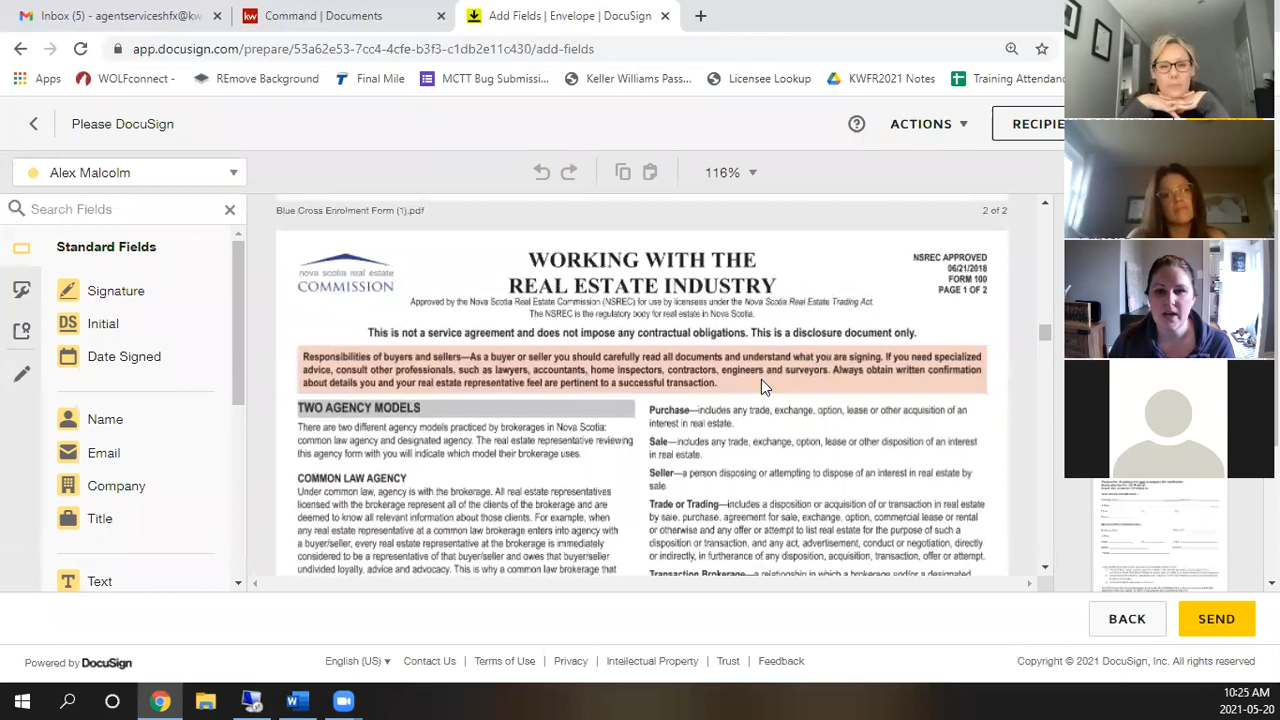 Inbox (5) - agentserviceshfx@kw
Command | Documents
Add Fields | Envelope | DocuSign
app.docusign.com/prepare/53a62e53-7cc4-4cfe-b3f3-c1db2e11c430/add-fields
Apps
WOLFconnect -
REmove Background
Final Mile
MCTT Bug Submissi...
Keller Williams Pass...
Licensee Lookup
KWFR2021 Notes
Training Attendanc
Please DocuSign
ACTIONS
RECIPIE
Alex Malcolm
116%
Search Fields
Standard Fields
Signature
DS Initial
Date Signed
Name
Email
Company
Title
T Text
Blue Cross Enrolment Form (1).pdf
2 of 2
nova scotia real estate
COMMISSION
WORKING WITH THE
REAL ESTATE INDUSTRY
NSREC APPROVED
06/21/2018
FORM 100
PAGE 1 OF 2
Approved by the Nova Scotia Real Estate Commission (NSREC) for use by licensees under the Nova Scotia Real Estate Trading Act.
The NSREC is the regulatory body for real estate in Nova Scotia.
This is not a service agreement and does not impose any contractual obligations. This is a disclosure document only.
Responsibilities of buyers and sellers—As a buyer or seller you should carefully read all documents and understand what you are signing. If you need specialized
advice, consult other professionals, such as lawyers, accountants, home inspectors, contractors, engineers and surveyors. Always obtain written confirmation
about details you and your real estate representative feel are pertinent to a successful transaction.
TWO AGENCY MODELS
There are two different agency models practiced by brokerages in Nova Scotia:
common law agency and designated agency. The real estate representative reviewing
this agency form with you will indicate which model their brokerage uses.
COMMON LAW AGENCY
Under common law, agency is with the brokerage. All of the real estate representatives
licensed with the brokerage represent all of the clients of the brokerage and are
deemed to know all relevant information about those clients. For example, when
a buyer/seller and a common law brokerage enters into an agency relationship with
a buyer/seller, every real estate representative of the brokerage is immediately
considered to be a representative of that buyer/seller and owes that buyer/seller
undivided loyalty, advice and advocacy. This is why a common law brokerage that
Purchase—includes any trade, exchange, option, lease or other acquisition of an
interest in real estate.
Sale—includes any trade, exchange, option, lease or other disposition of an interest
in real estate.
Seller—a person disposing or attempting to dispose of an interest in real estate by
sale.
Trade or Trading—includes a disposition or acquisition of or transaction in real estate
by sale, purchase, agreement for sale, exchange, option, commercial lease or rental
or otherwise and any offer or attempt to list real estate for the purpose of such a
disposition or transaction, and any act, advertisement, conduct or negotiation, directly
or indirectly, in furtherance of any disposition, acquisition, transaction, offer or attempt.
Transaction Brokerage—a relationship in which a brokerage and/or a designated
BACK
SEND
Powered by DocuSign
English (US)
Contact Us
Terms of Use
Privacy
Intellectual Property
Trust
Feedback
Copyright © 2021 DocuSign, Inc. All rights reserved
10:25 AM
2021-05-20